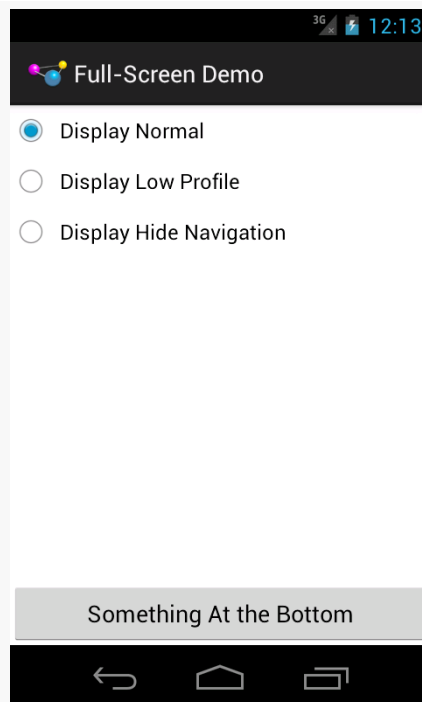 3G 12:13
Full-Screen Demo
Display Normal
Display Low Profile
Display Hide Navigation
Something At the Bottom